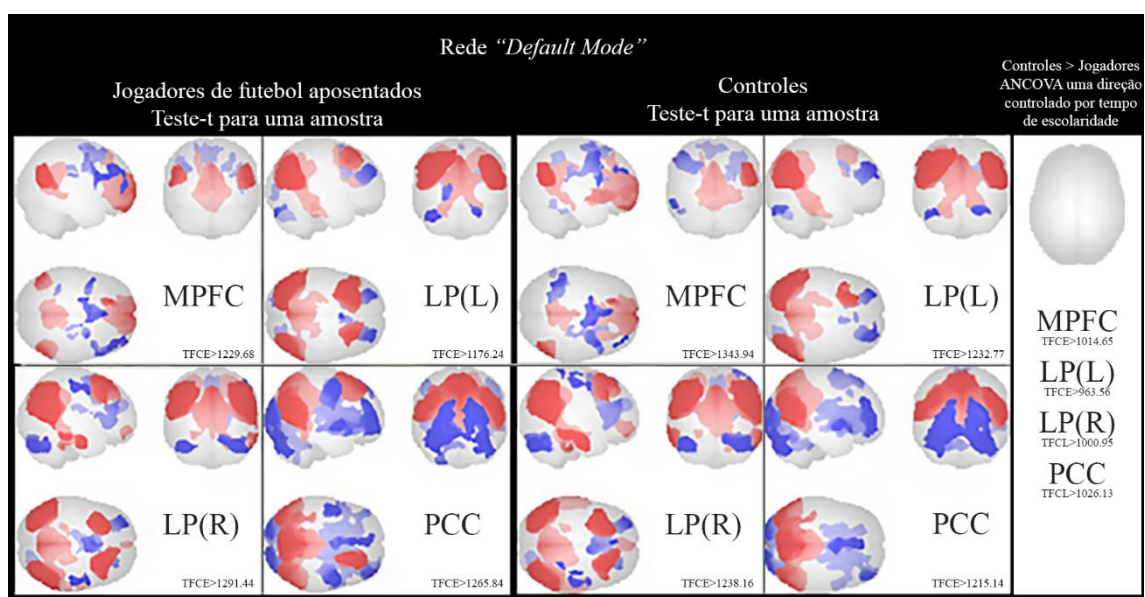 Rede “Default Mode”
Jogadores de futebol aposentados
Teste-t para uma amostra
Controles
Teste-t para uma amostra
Controles > Jogadores
ANCOVA uma direção
controlado por tempo
de escolaridade
MPFC
TFCE>1229.68
LP(L)
TFCE>1176.24
MPFC
TFCE>1343.94
LP(L)
TFCE>1232.77
LP(R)
TFCE>1291.44
PCC
TFCE>1265.84
LP(R)
TFCE>1238.16
PCC
TFCE>1215.14
MPFC
TFCE>1014.65
LP(L)
TFCE>963.56
LP(R)
TFCL>1000.95
PCC
TFCL>1026.13